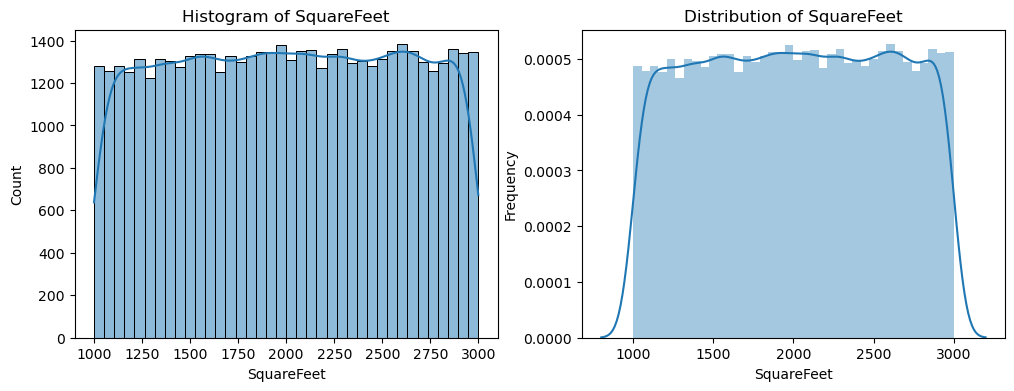 Histogram of SquareFeet
1400
1200
1000
800
600
400
200
0
Count
1000 1250 1500 1750 2000 2250 2500 2750 3000
SquareFeet
Distribution of SquareFeet
0.0005
0.0004
0.0003
0.0002
0.0001
0.0000
Frequency
1000 1500 2000 2500 3000
SquareFeet